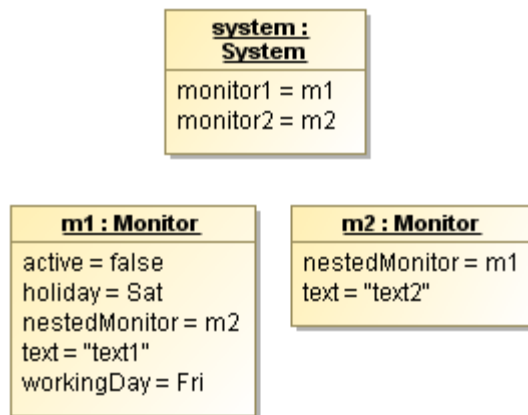 system :
System
monitor1 = m1
monitor2 = m2
m1 : Monitor
active = false
holiday = Sat
nestedMonitor = m2
text = "text1"
workingDay = Fri
m2 : Monitor
nestedMonitor = m1
text = "text2"